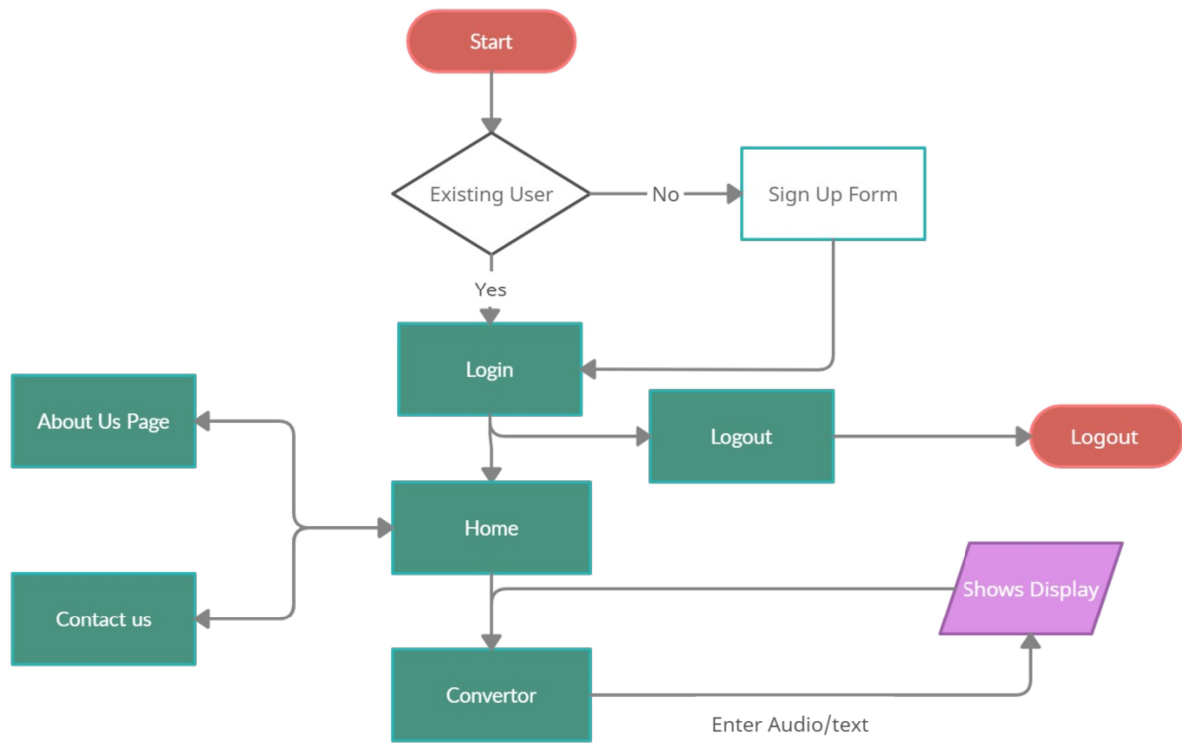 Start
Existing User
No
Sign Up Form
Yes
Login
About Us Page
Logout
Logout
Home
Shows Display
Contact us
Convertor
Enter Audio/text